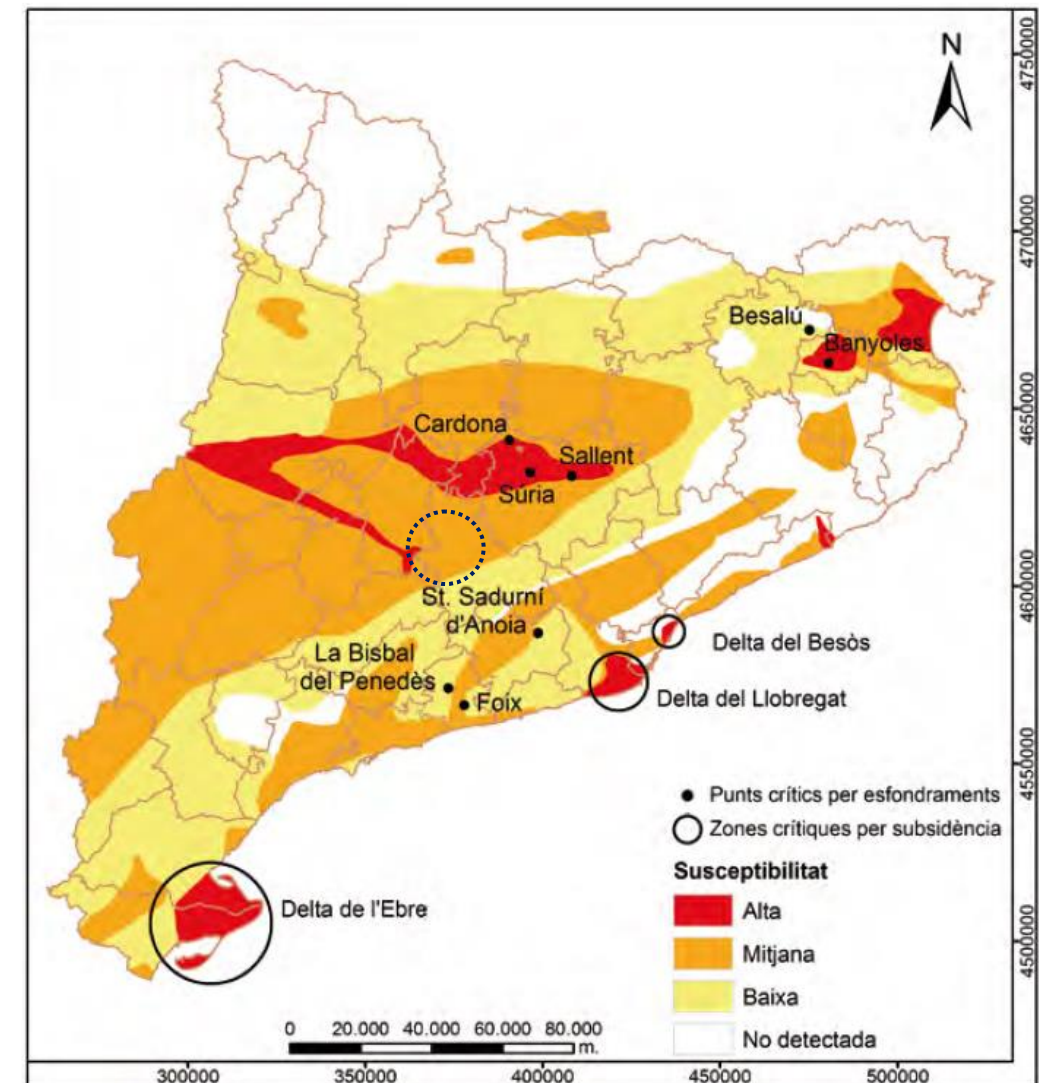 N
4750000
4700000
4650000
4600000
4550000
4500000
Besalú
Banyoles
Cardona
Sallent
Súria
St. Sadurní
d'Anoia
La Bisbal
del Penedès
Foíx
Delta del Besòs
Delta del Llobregat
Delta de l'Ebre
Punts crítics per esfondraments
Zones crítiques per subsidència
Susceptibilitat
Alta
Mitjana
Baixa
No detectada
0 20.000 40.000 60.000 80.000
m.
300000 350000 400000 450000 500000